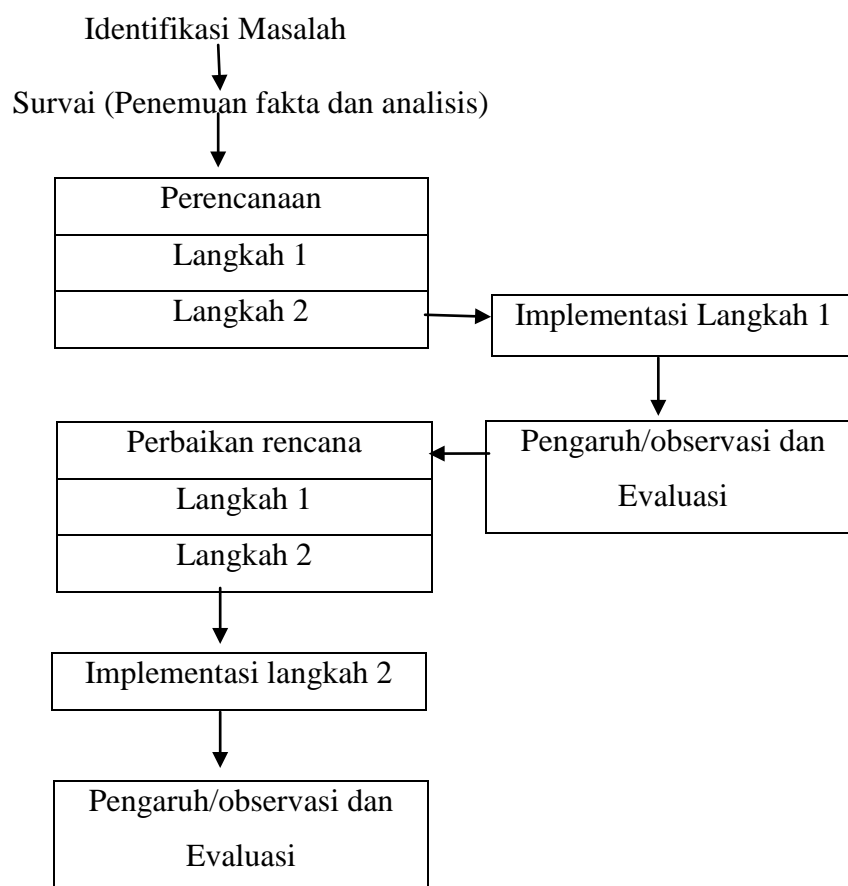 Identifikasi Masalah
Survai (Penemuan fakta dan analisis)
Perencanaan
Langkah 1
Langkah 2
Implementasi Langkah 1
Pengaruh/observasi dan
Evaluasi
Perbaikan rencana
Langkah 1
Langkah 2
Implementasi langkah 2
Pengaruh/observasi dan
Evaluasi